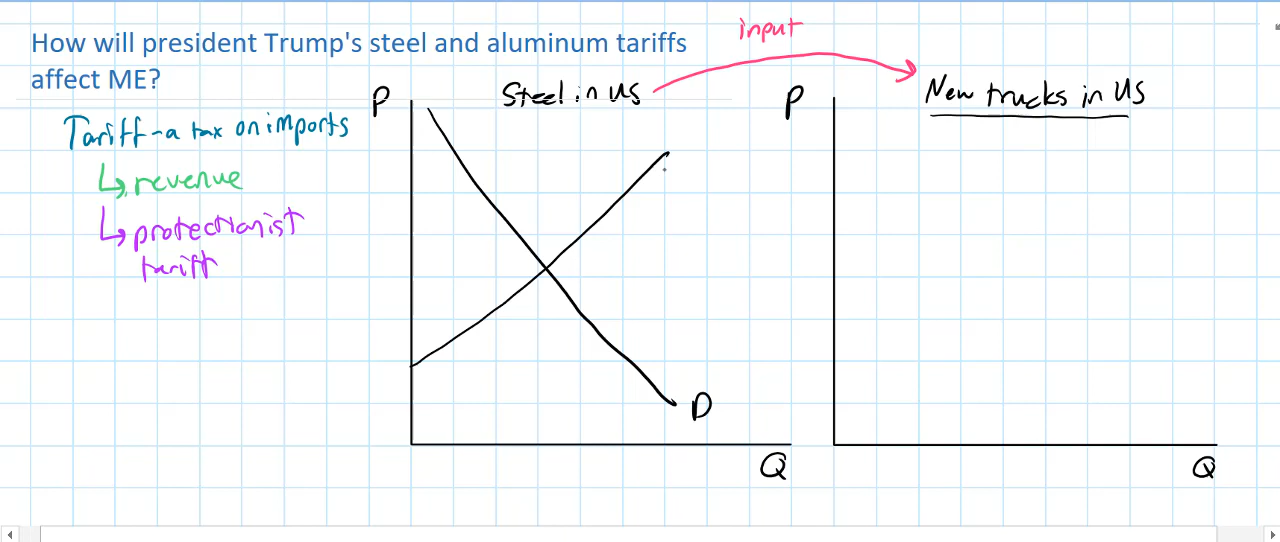 How will president Trump's steel and aluminum tariffs
affect ME?
Tariff - a tax on imports
revenue
protectionist
tariff
input
P
Steel in US
D
Q
P
New trucks in US
Q